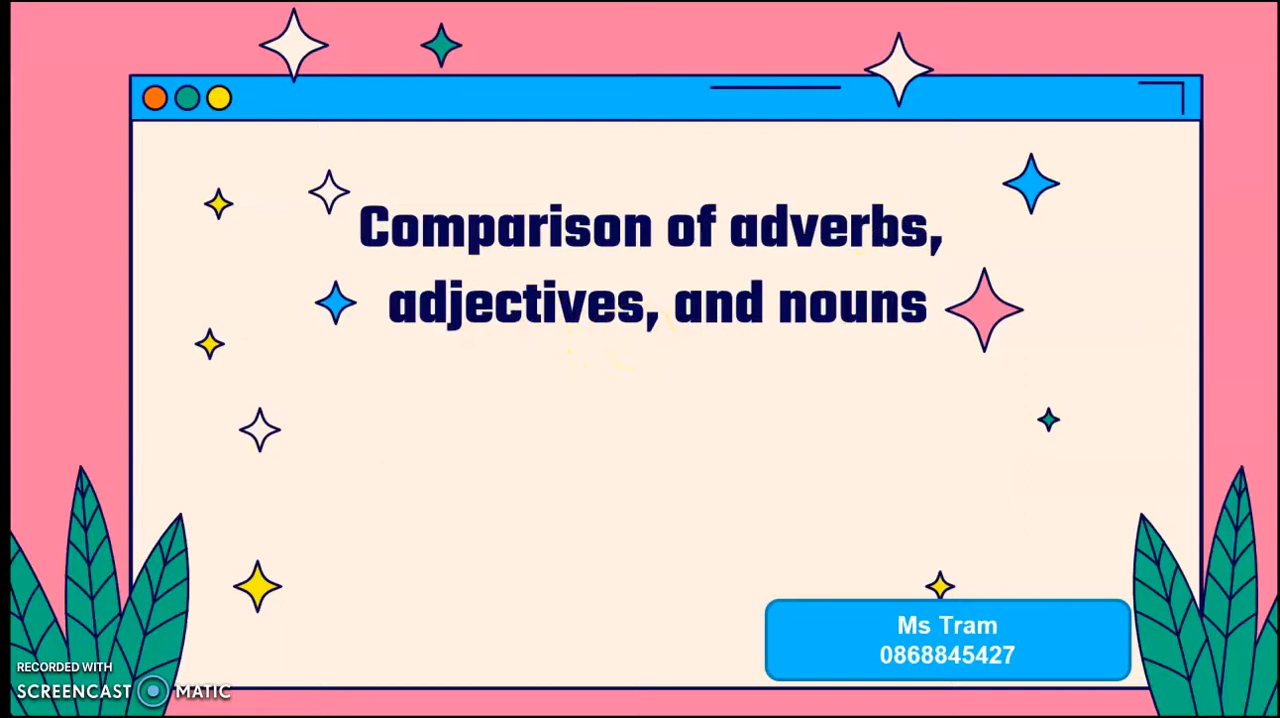 Comparison of adverbs,
adjectives, and nouns
Ms Tram
0868845427
RECORDED WITH
SCREENCAST MATIC